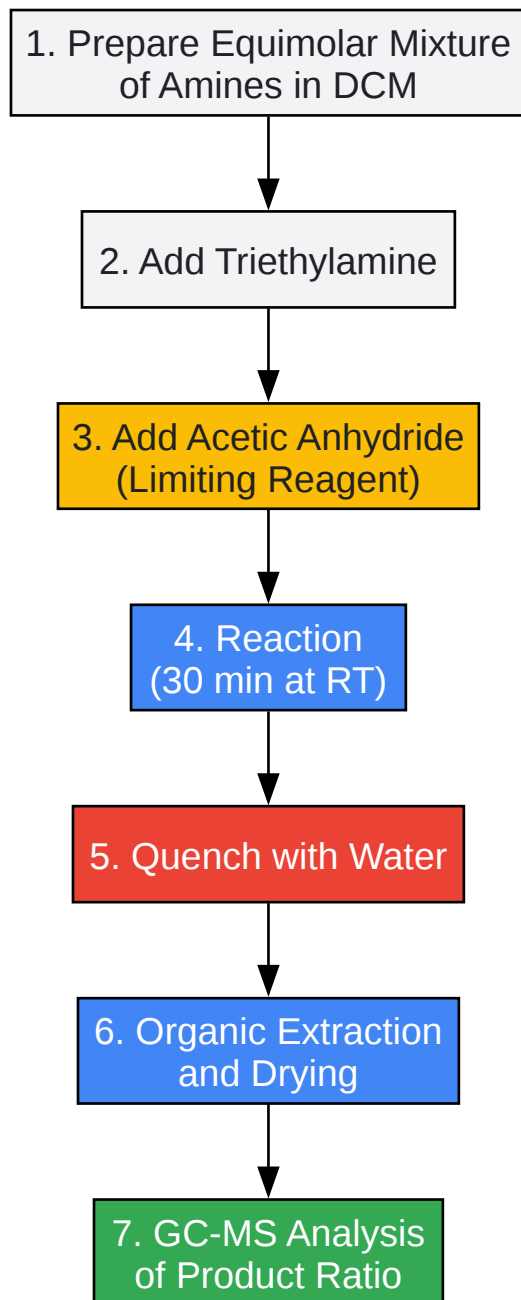 1. Prepare Equimolar Mixture
of Amines in DCM
2. Add Triethylamine
3. Add Acetic Anhydride
(Limiting Reagent)
4. Reaction
(30 min at RT)
5. Quench with Water
6. Organic Extraction
and Drying
7. GC-MS Analysis
of Product Ratio